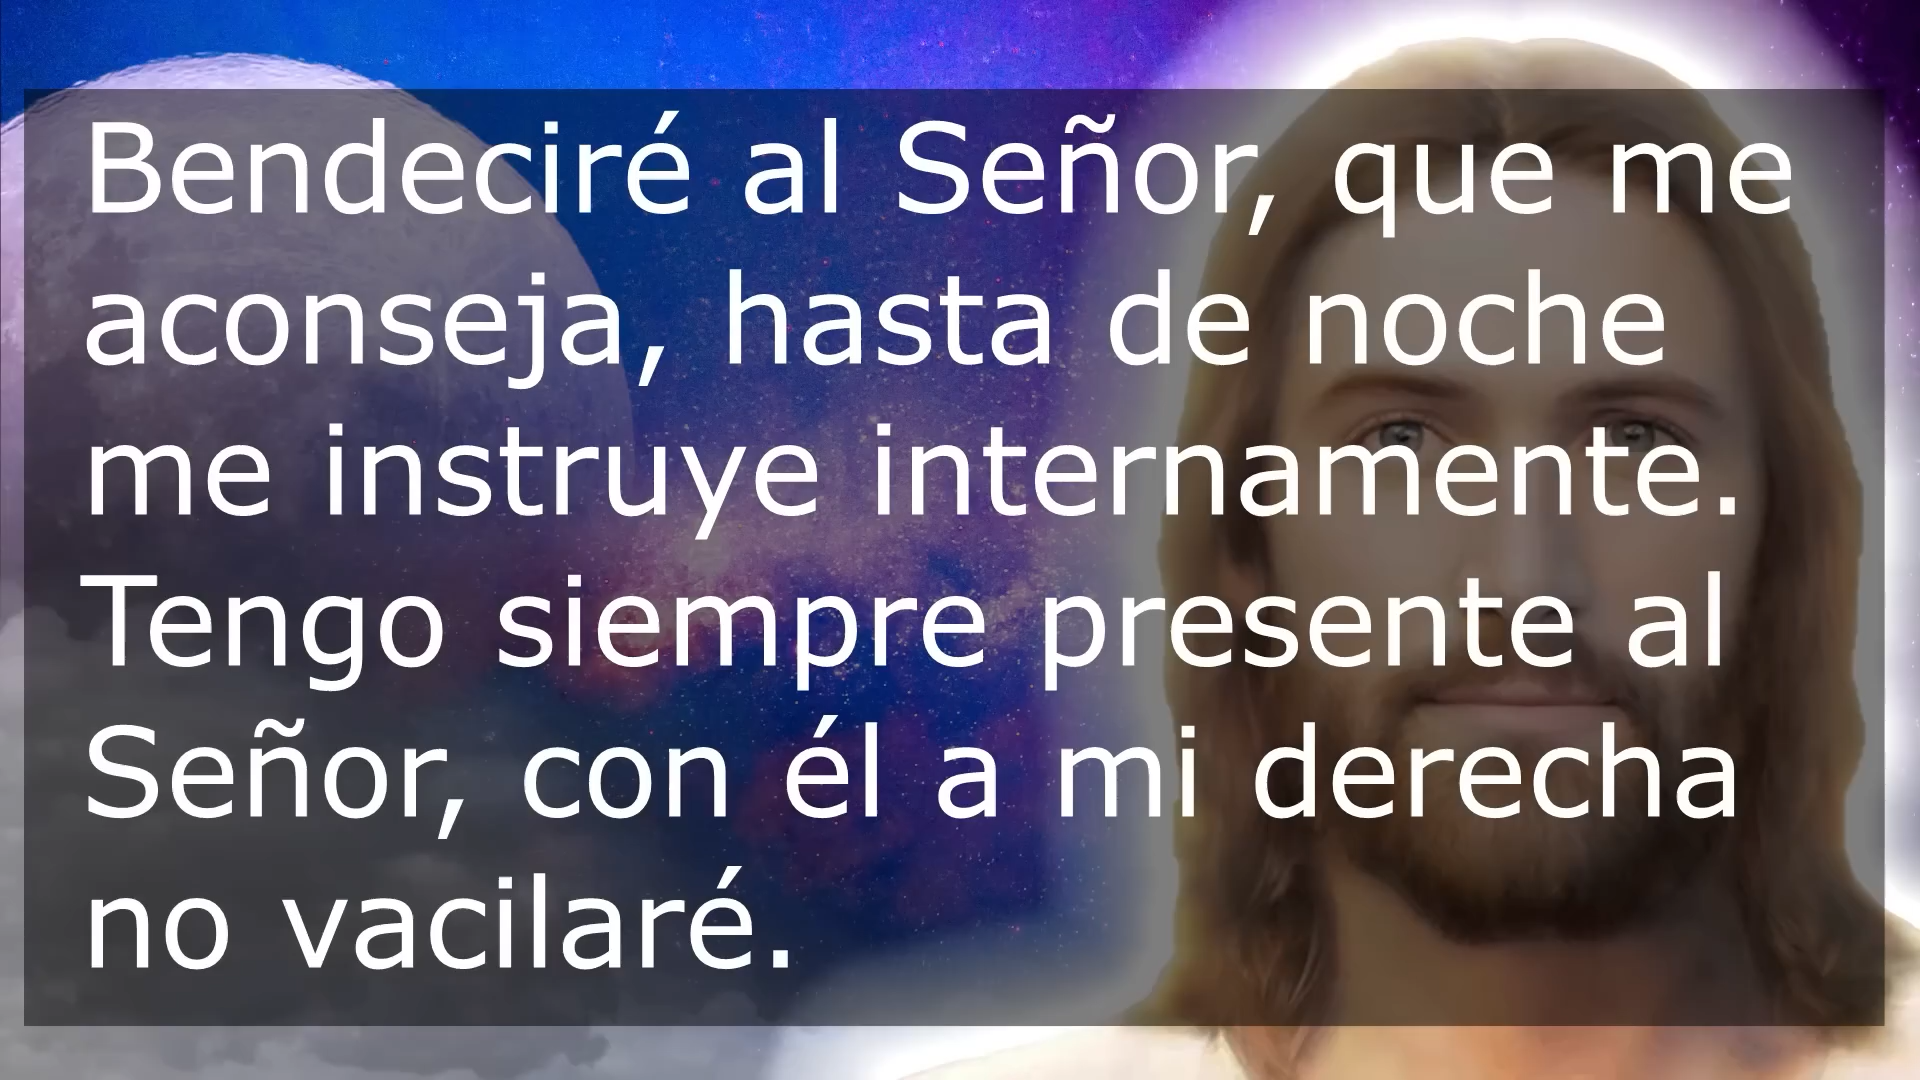 Bendeciré al Señor, que me
aconseja, hasta de noche
me instruye internamente.
Tengo siempre presente al
Señor, con él a mi derecha
no vacilaré.